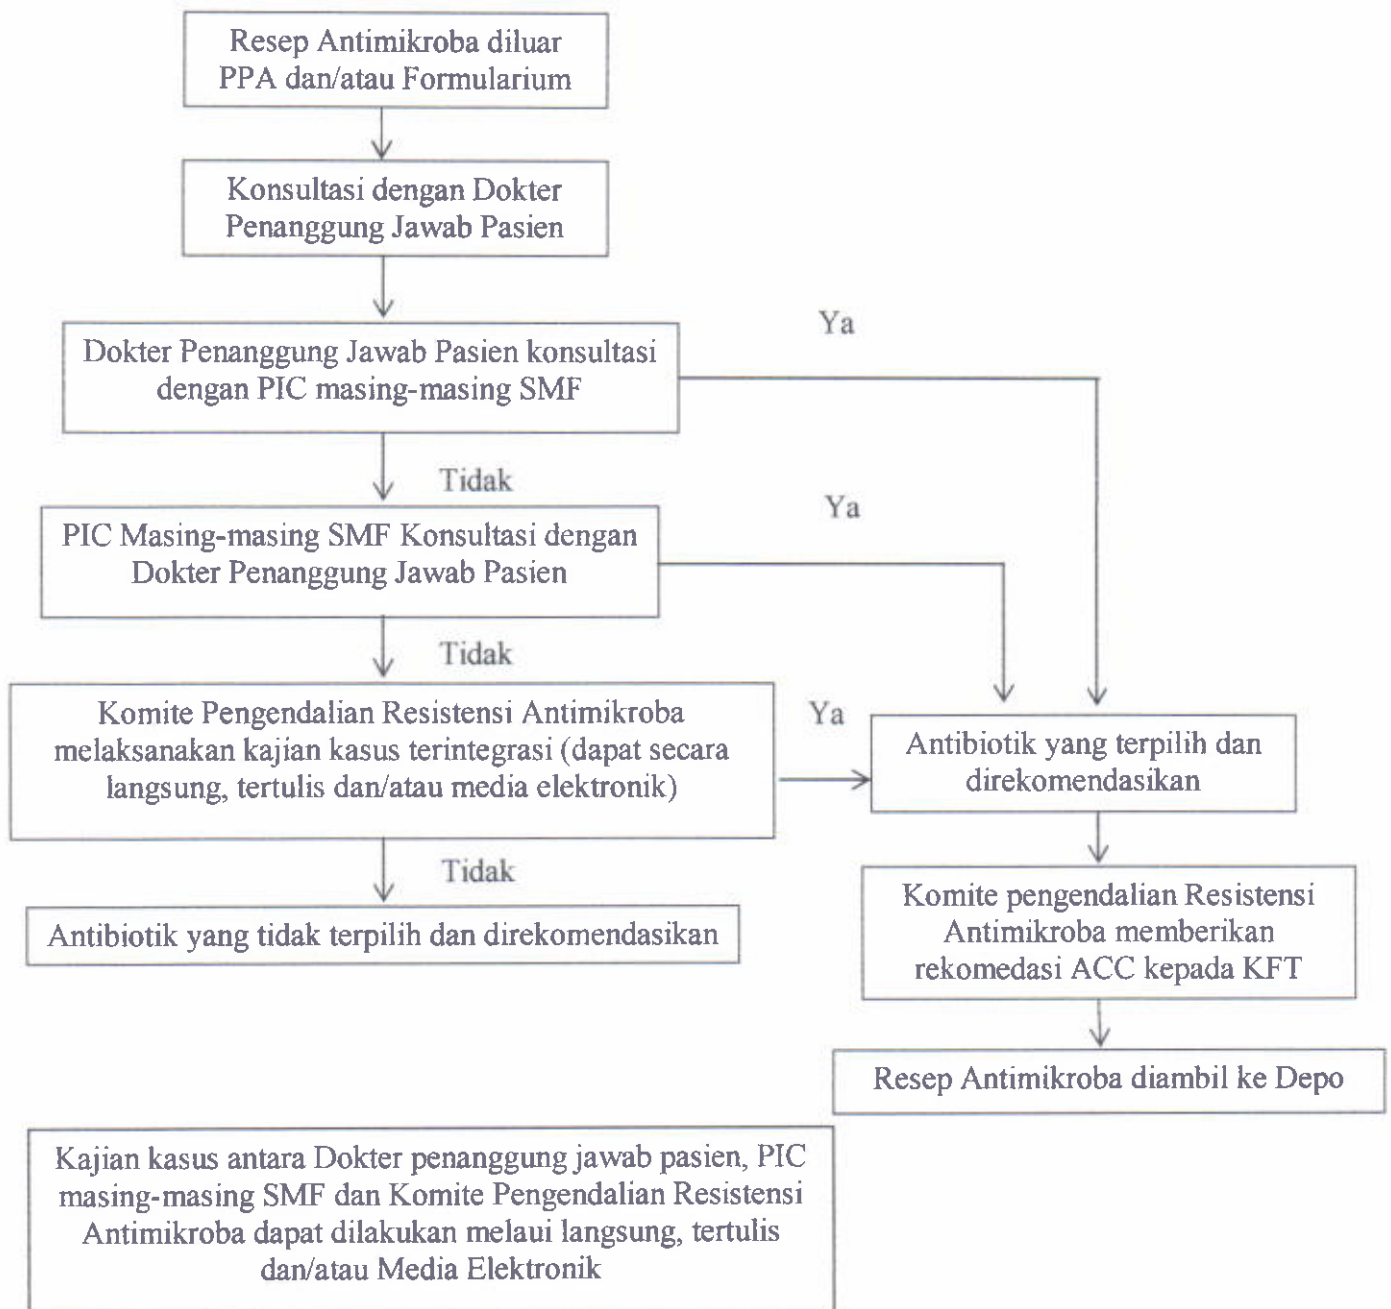 Resep Antimikroba diluar
PPA dan/atau Formularium
Konsultasi dengan Dokter
Penanggung Jawab Pasien
Dokter Penanggung Jawab Pasien konsultasi
dengan PIC masing-masing SMF
Ya
Tidak
PIC Masing-masing SMF Konsultasi dengan
Dokter Penanggung Jawab Pasien
Ya
Tidak
Komite Pengendalian Resistensi Antimikroba
melaksanakan kajian kasus terintegrasi (dapat secara
langsung, tertulis dan/atau media elektronik)
Ya
Antibiotik yang terpilih dan
direkomendasikan
Tidak
Antibiotik yang tidak terpilih dan direkomendasikan
Komite pengendalian Resistensi
Antimikroba memberikan
rekomedasi ACC kepada KFT
Resep Antimikroba diambil ke Depo
Kajian kasus antara Dokter penanggung jawab pasien, PIC
masing-masing SMF dan Komite Pengendalian Resistensi
Antimikroba dapat dilakukan melaui langsung, tertulis
dan/atau Media Elektronik